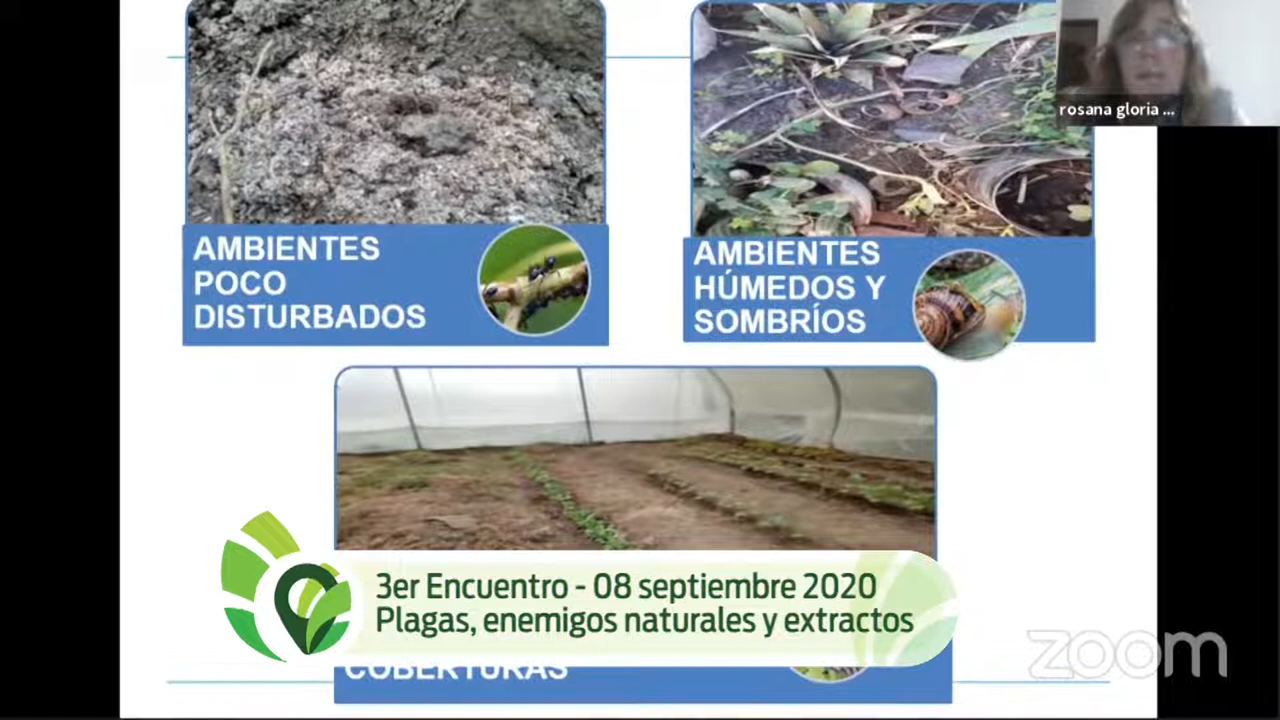 rosana gloria ...
AMBIENTES
POCO
DISTURBADOS
AMBIENTES
HÚMEDOS Y
SOMBRÍOS
3er Encuentro - 08 septiembre 2020
Plagas, enemigos naturales y extractos
COBERTURAS
zoom